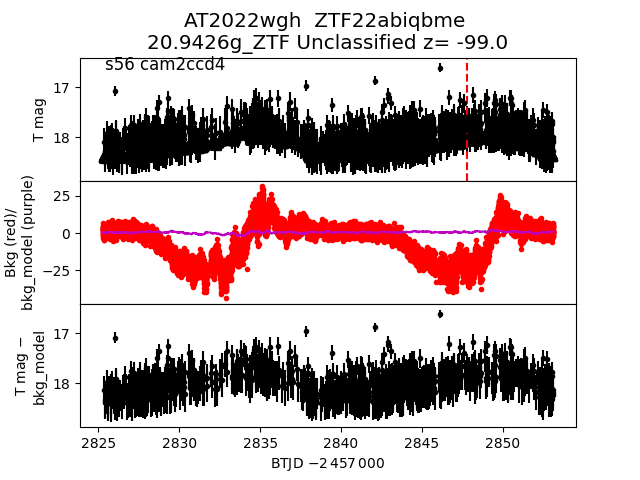 AT2022wgh  ZTF22abiqbme
20.9426g_ZTF Unclassified z= -99.0
s56 cam2ccd4
17
18
T mag
25
0
−25
Bkg (red)/
bkg_model (purple)
17
18
T mag −
bkg_model
2825 2830 2835 2840 2845 2850
BTJD −2 457 000